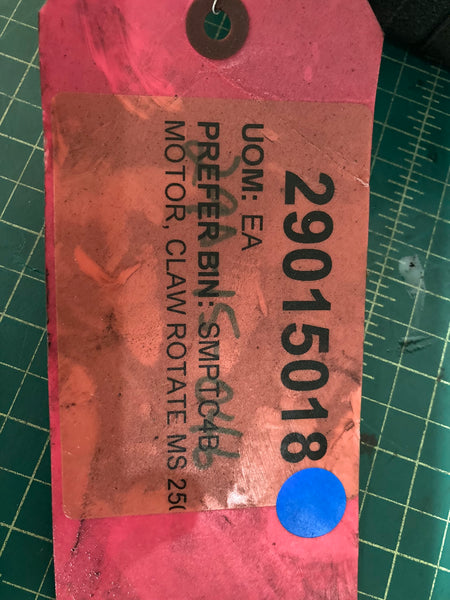 29015018
UOM: EA
PREFER BIN: SMPTC4B
MOTOR, CLAW ROTATE MS 250